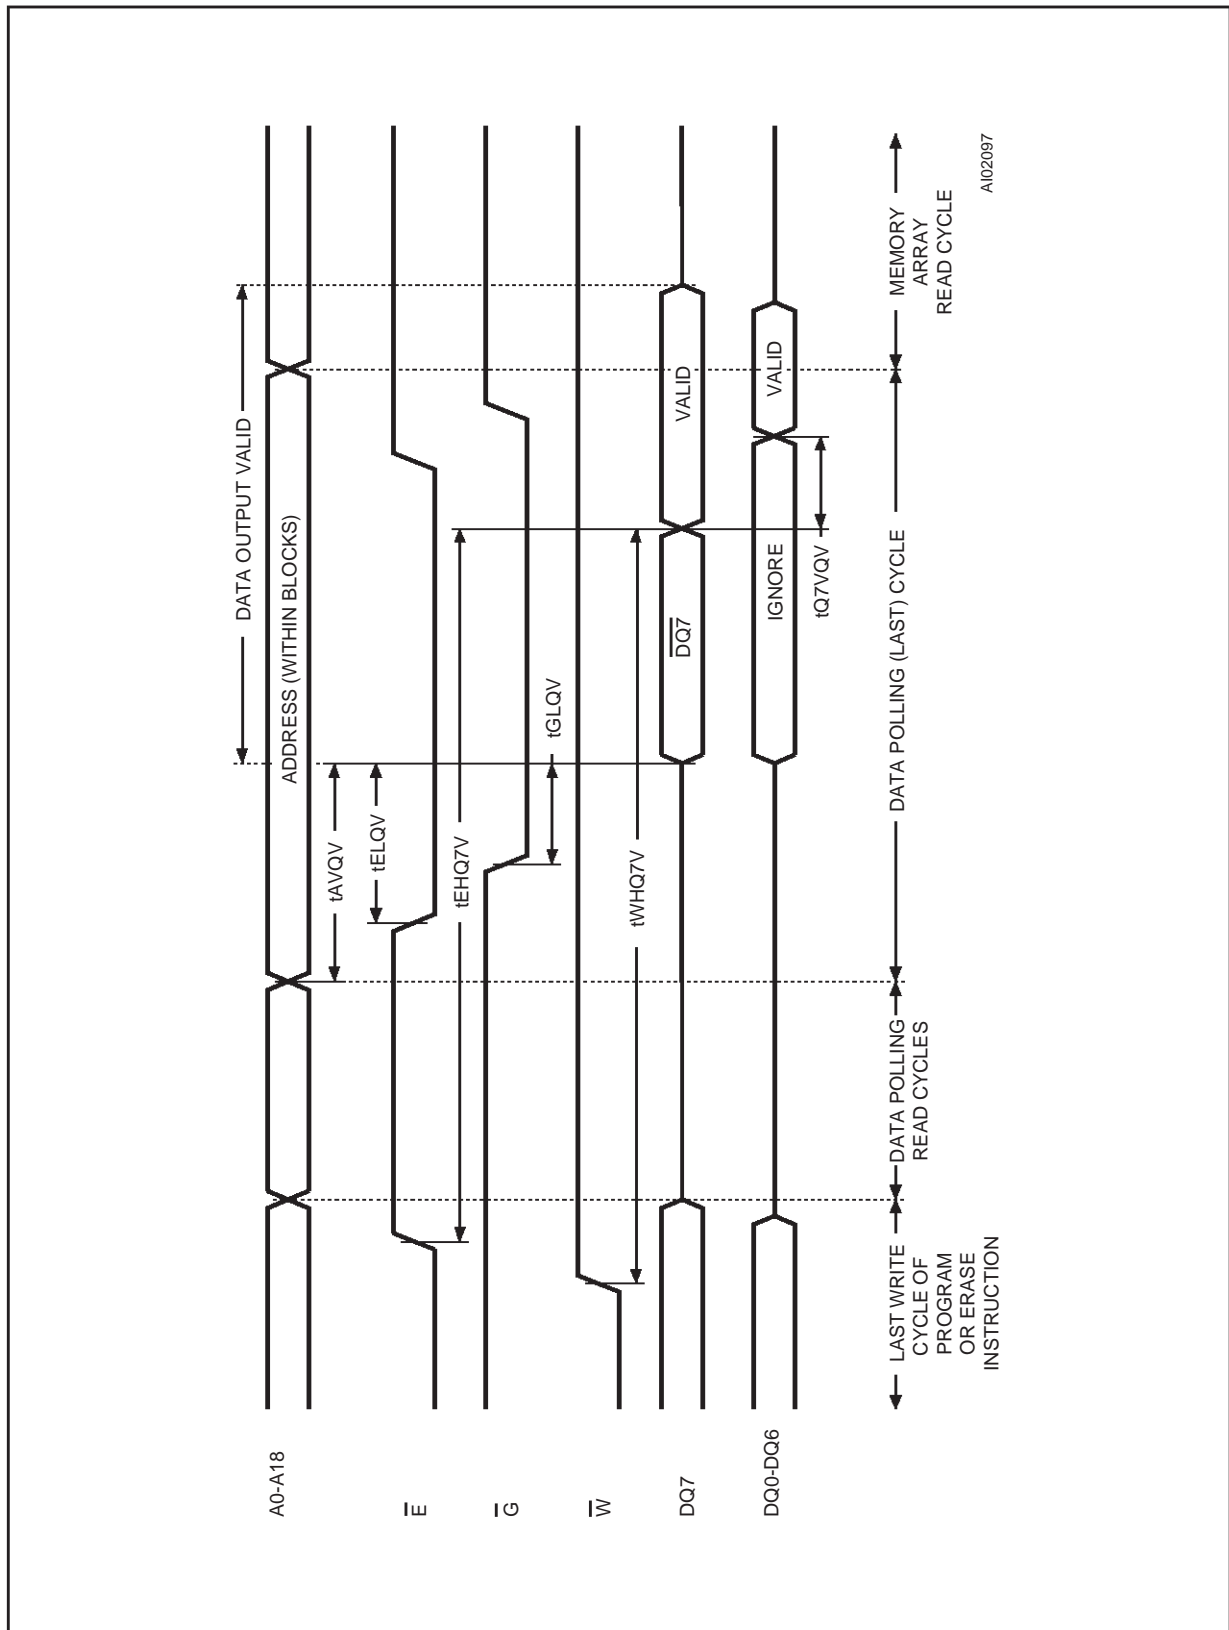 DATA OUTPUT VALID
A0-A18
ADDRESS (WITHIN BLOCKS)
tAVQV
tELQV
E̅
tEHQ7V
G̅
tGLQV
W̅
tWHQ7V
DQ7
D̅Q̅7̅
VALID
DQ0-DQ6
IGNORE
VALID
tQ7VQV
LAST WRITE
CYCLE OF
PROGRAM
OR ERASE
INSTRUCTION
DATA POLLING
READ CYCLES
DATA POLLING (LAST) CYCLE
MEMORY
ARRAY
READ CYCLE
AI02097